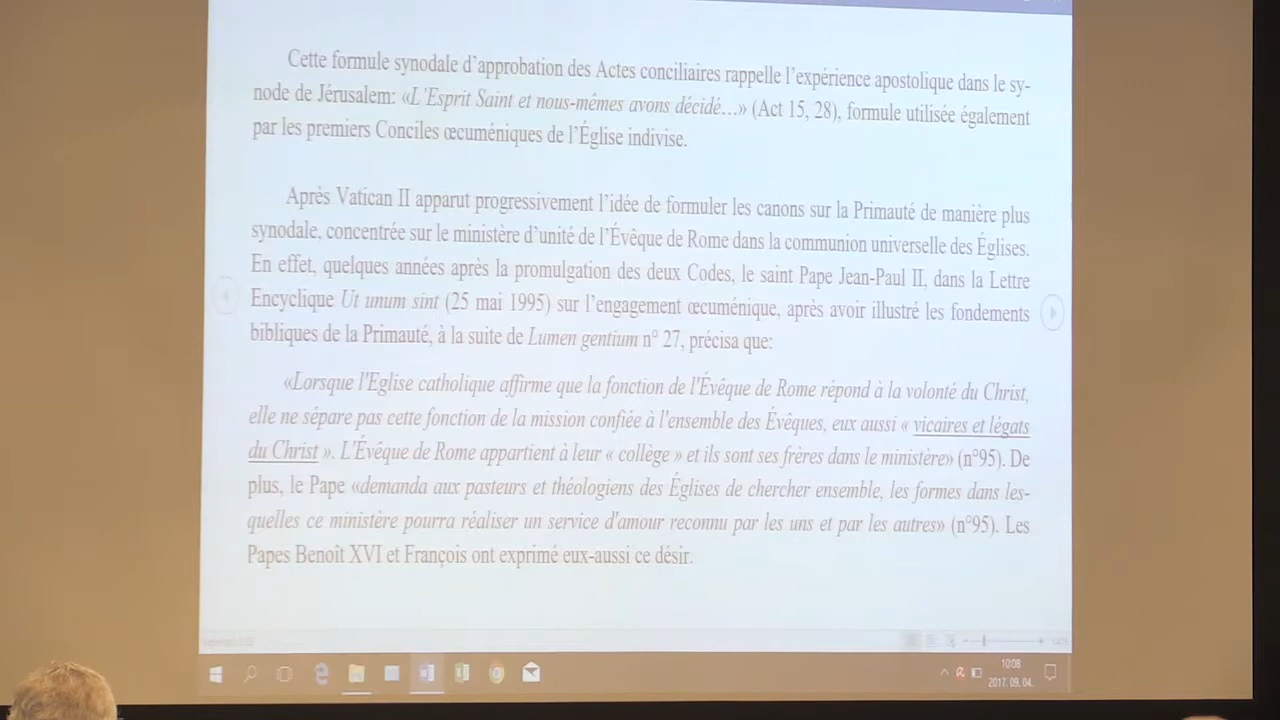 Cette formule synodale d'approbation des Actes conciliaires rappelle l'expérience apostolique dans le sy-
node de Jérusalem: «L'Esprit Saint et nous-mêmes avons décidé…» (Act 15, 28), formule utilisée également
par les premiers Conciles œcuméniques de l'Église indivise.
Après Vatican II apparut progressivement l'idée de formuler les canons sur la Primauté de manière plus
synodale, concentrée sur le ministère d'unité de l'Évêque de Rome dans la communion universelle des Églises.
En effet, quelques années après la promulgation des deux Codes, le saint Pape Jean-Paul II, dans la Lettre
Encyclique Ut unum sint (25 mai 1995) sur l'engagement œcuménique, après avoir illustré les fondements
bibliques de la Primauté, à la suite de Lumen gentium n° 27, précisa que:
«Lorsque l'Eglise catholique affirme que la fonction de l'Évêque de Rome répond à la volonté du Christ,
elle ne sépare pas cette fonction de la mission confiée à l'ensemble des Évêques, eux aussi « vicaires et légats
du Christ ». L'Évêque de Rome appartient à leur « collège » et ils sont ses frères dans le ministère» (n°95). De
plus, le Pape «demanda aux pasteurs et théologiens des Églises de chercher ensemble, les formes dans les-
quelles ce ministère pourra réaliser un service d'amour reconnu par les uns et par les autres» (n°95). Les
Papes Benoît XVI et François ont exprimé eux-aussi ce désir.
10:08
2017. 09. 04.